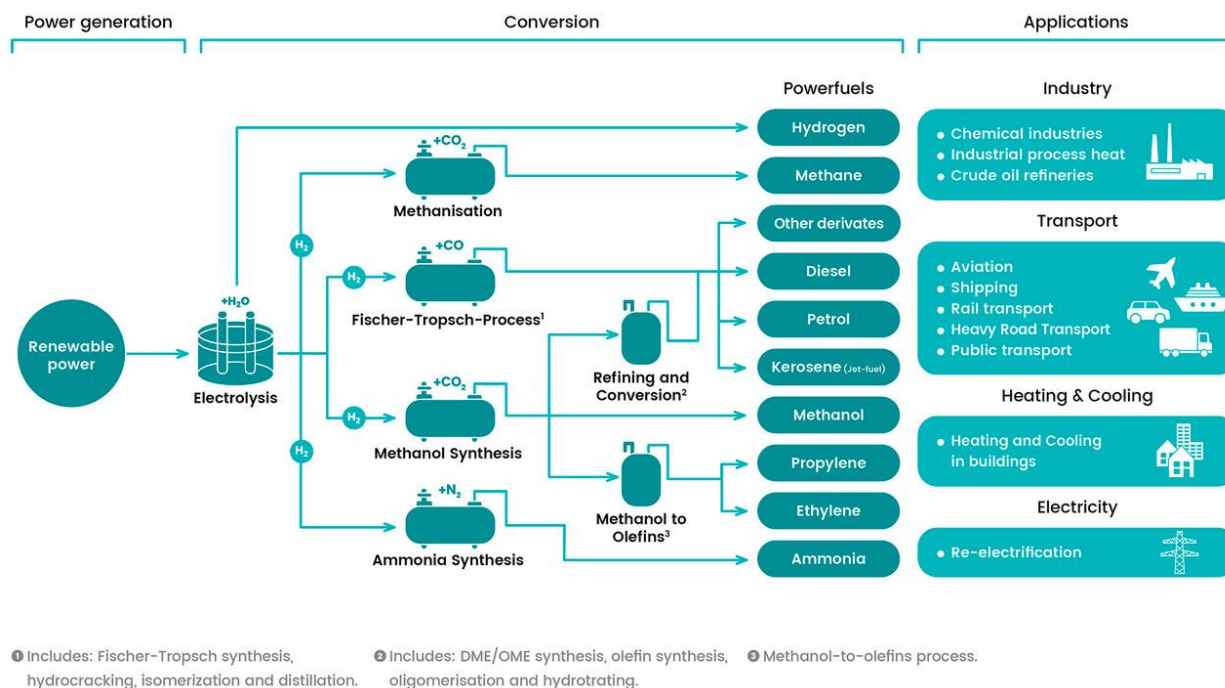 Power generation
Conversion
Applications
Powerfuels
Industry
Hydrogen
+CO₂
Methanisation
Methane
• Chemical industries
• Industrial process heat
• Crude oil refineries
Other derivates
Transport
H₂
+CO
H₂
Fischer-Tropsch-Process¹
Diesel
• Aviation
• Shipping
• Rail transport
• Heavy Road Transport
• Public transport
+H₂O
Renewable
power
Electrolysis
Petrol
Refining and
Conversion²
Kerosene (Jet-fuel)
+CO₂
H₂
Methanol Synthesis
Methanol
Heating & Cooling
H₂
• Heating and Cooling
in buildings
Propylene
+N₂
Ammonia Synthesis
Methanol to
Olefins³
Ethylene
Electricity
Ammonia
• Re-electrification
❶ Includes: Fischer-Tropsch synthesis,
hydrocracking, isomerization and distillation.
❷ Includes: DME/OME synthesis, olefin synthesis,
oligomerisation and hydrotrating.
❸ Methanol-to-olefins process.